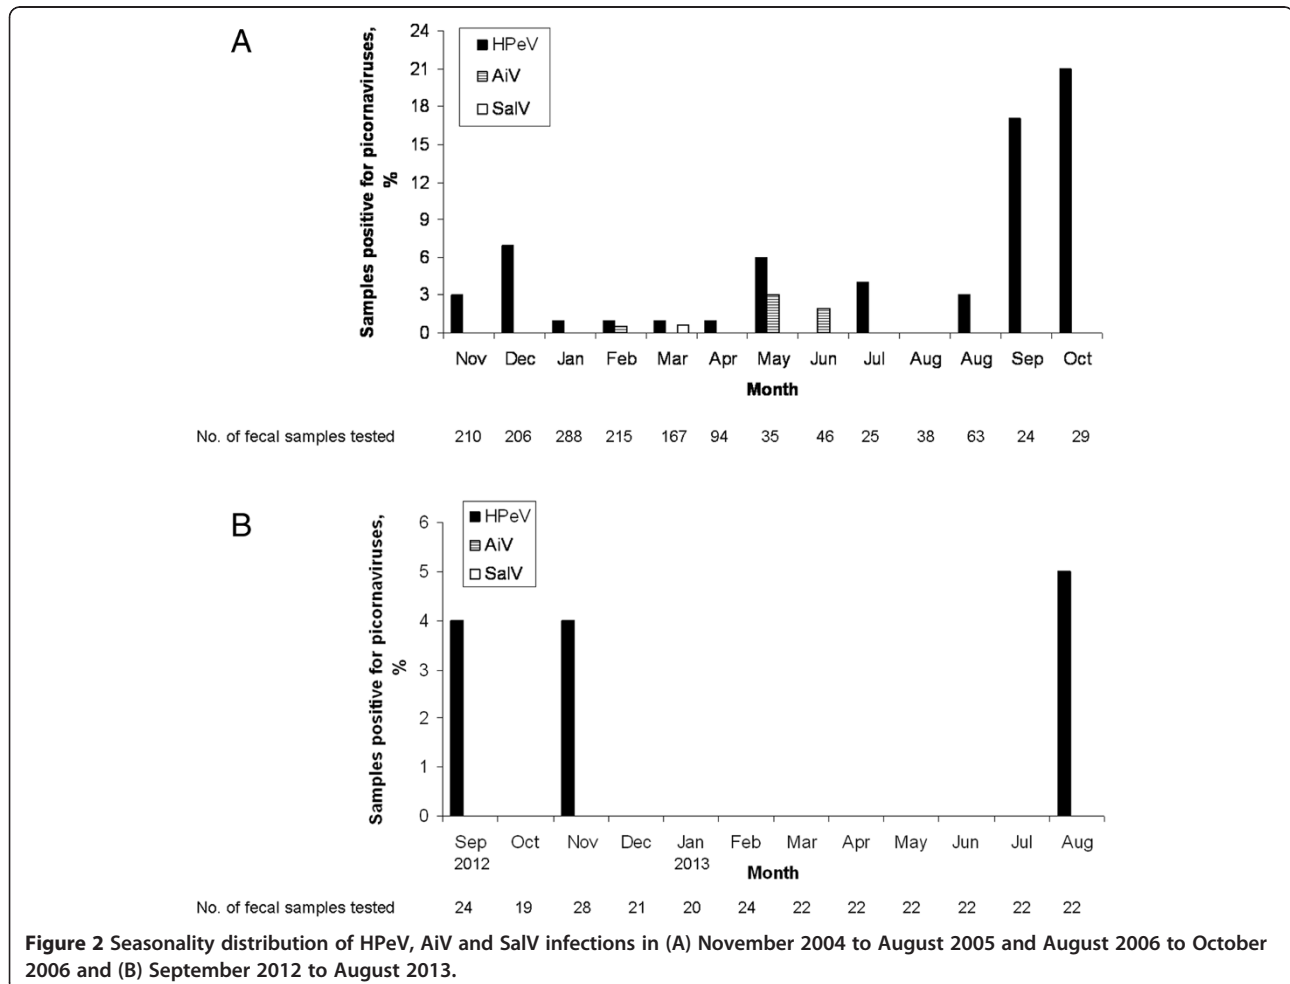 A
Samples positive for picornaviruses,
%
24
21
18
15
12
9
6
3
0
HPeV
AiV
SalV
Nov Dec Jan Feb Mar Apr May Jun Jul Aug Aug Sep Oct
Month
No. of fecal samples tested 210 206 288 215 167 94 35 46 25 38 63 24 29
B
Samples positive for picornaviruses,
%
6
5
4
3
2
1
0
HPeV
AiV
SalV
Sep Oct Nov Dec Jan Feb Mar Apr May Jun Jul Aug
2012 2013
Month
No. of fecal samples tested 24 19 28 21 20 24 22 22 22 22 22 22
Figure 2 Seasonality distribution of HPeV, AiV and SalV infections in (A) November 2004 to August 2005 and August 2006 to October
2006 and (B) September 2012 to August 2013.